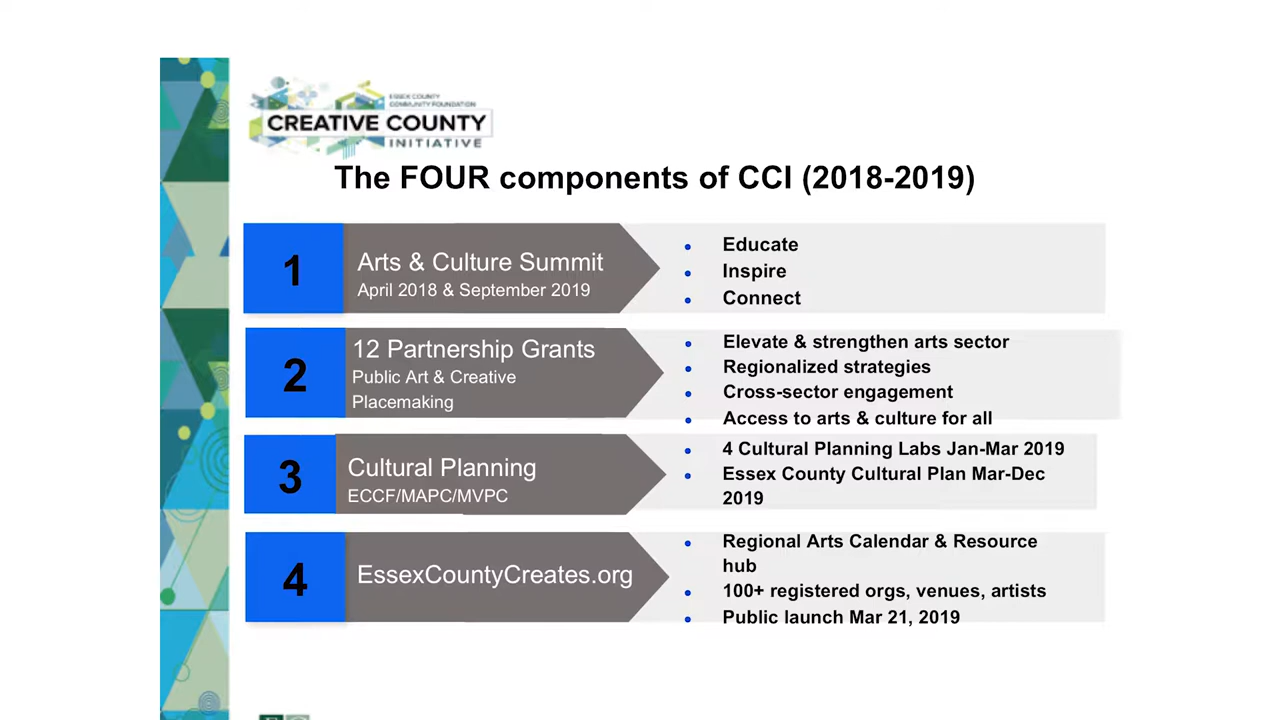 ESSEX COUNTY
COMMUNITY FOUNDATION
CREATIVE COUNTY
INITIATIVE
The FOUR components of CCI (2018-2019)
1
Arts & Culture Summit
April 2018 & September 2019
Educate
Inspire
Connect
2
12 Partnership Grants
Public Art & Creative
Placemaking
Elevate & strengthen arts sector
Regionalized strategies
Cross-sector engagement
Access to arts & culture for all
3
Cultural Planning
ECCF/MAPC/MVPC
4 Cultural Planning Labs Jan-Mar 2019
Essex County Cultural Plan Mar-Dec
2019
4
EssexCountyCreates.org
Regional Arts Calendar & Resource
hub
100+ registered orgs, venues, artists
Public launch Mar 21, 2019